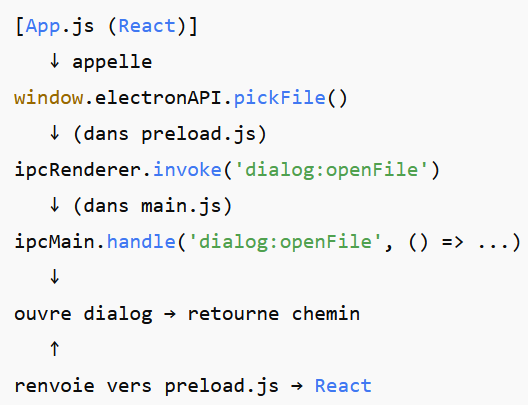 [App.js (React)]
↓ appelle
window.electronAPI.pickFile()
↓ (dans preload.js)
ipcRenderer.invoke('dialog:openFile')
↓ (dans main.js)
ipcMain.handle('dialog:openFile', () => ...)
↓
ouvre dialog → retourne chemin
↑
renvoie vers preload.js → React